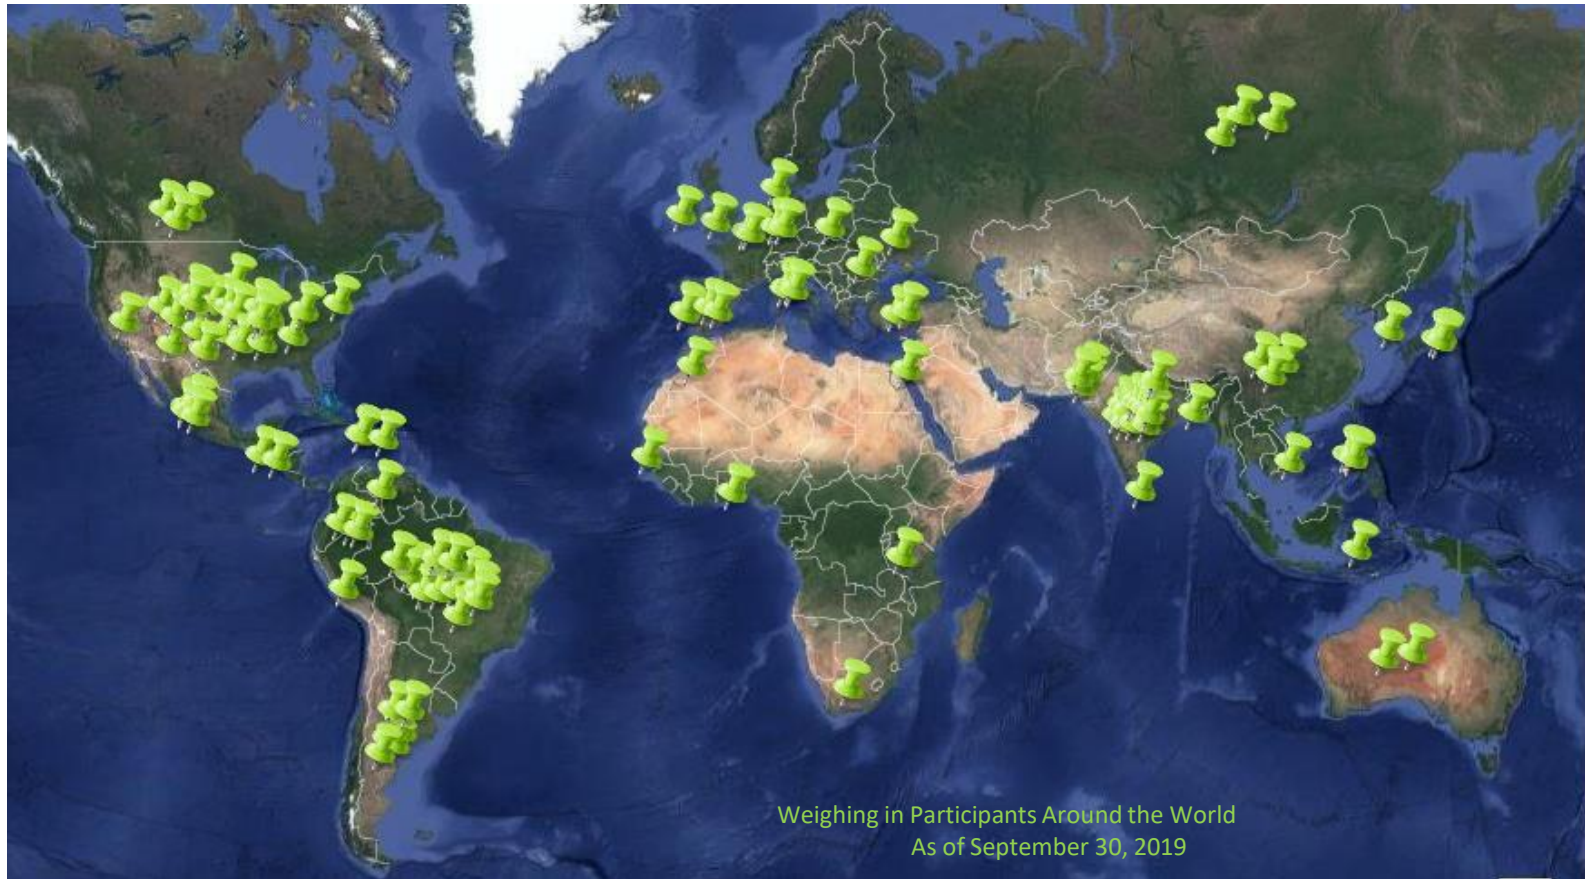 Weighing in Participants Around the World
As of September 30, 2019